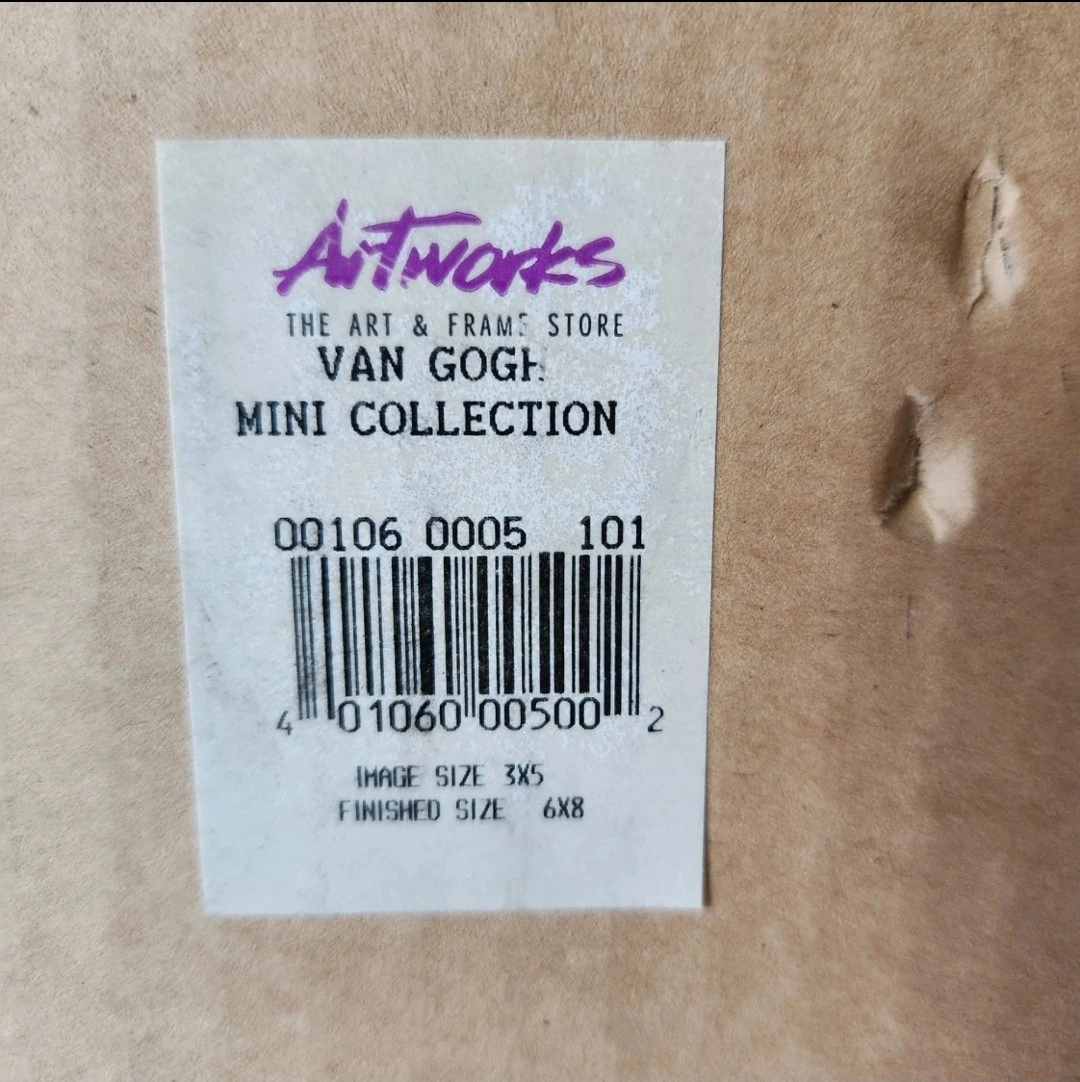 Artworks
THE ART & FRAME STORE
VAN GOGH
MINI COLLECTION
00106 0005 101
4 01060 00500 2
IMAGE SIZE 3X5
FINISHED SIZE 6X8